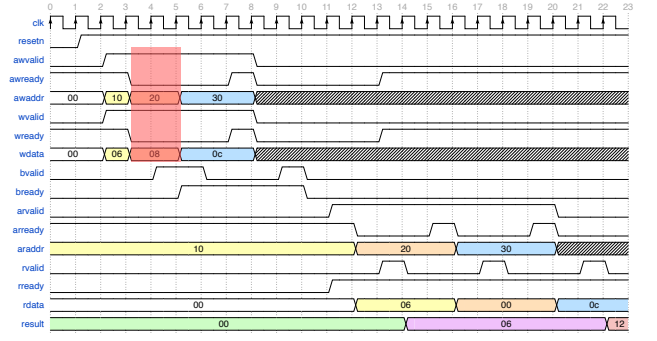 0 1 2 3 4 5 6 7 8 9 10 11 12 13 14 15 16 17 18 19 20 21 22 23
clk
resetn
awvalid
awready
awaddr 00 10 20 30
wvalid
wready
wdata 00 06 08 0c
bvalid
bready
arvalid
arready
araddr 10 20 30
rvalid
rready
rdata 00 06 00 0c
result 00 06 12